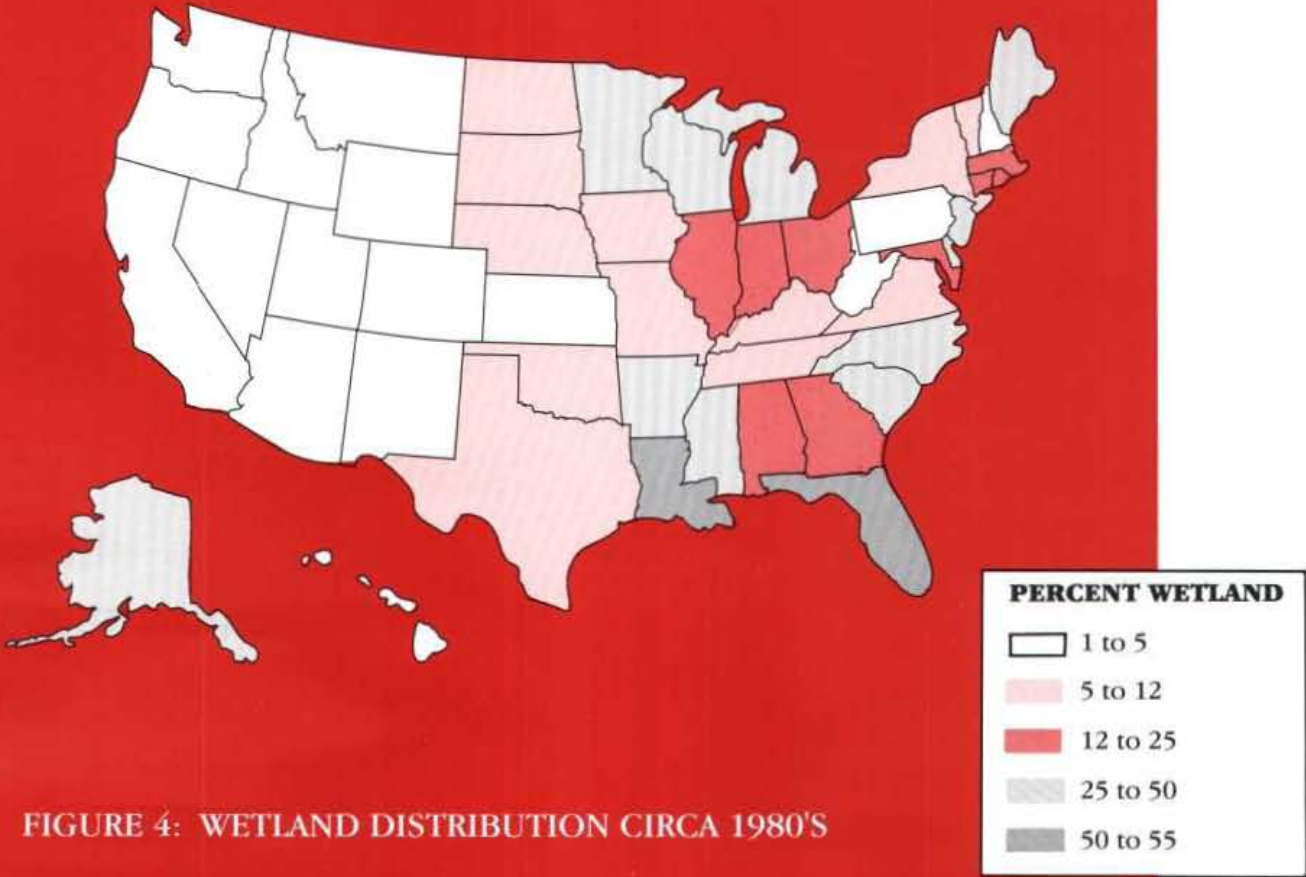 PERCENT WETLAND
1 to 5
5 to 12
12 to 25
25 to 50
50 to 55
FIGURE 4: WETLAND DISTRIBUTION CIRCA 1980'S